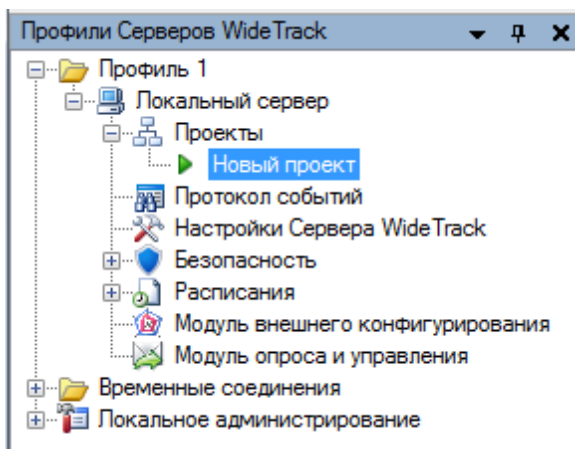 Профили Серверов WideTrack
Профиль 1
Локальный сервер
Проекты
Новый проект
Протокол событий
Настройки Сервера WideTrack
Безопасность
Расписания
Модуль внешнего конфигурирования
Модуль опроса и управления
Временные соединения
Локальное администрирование